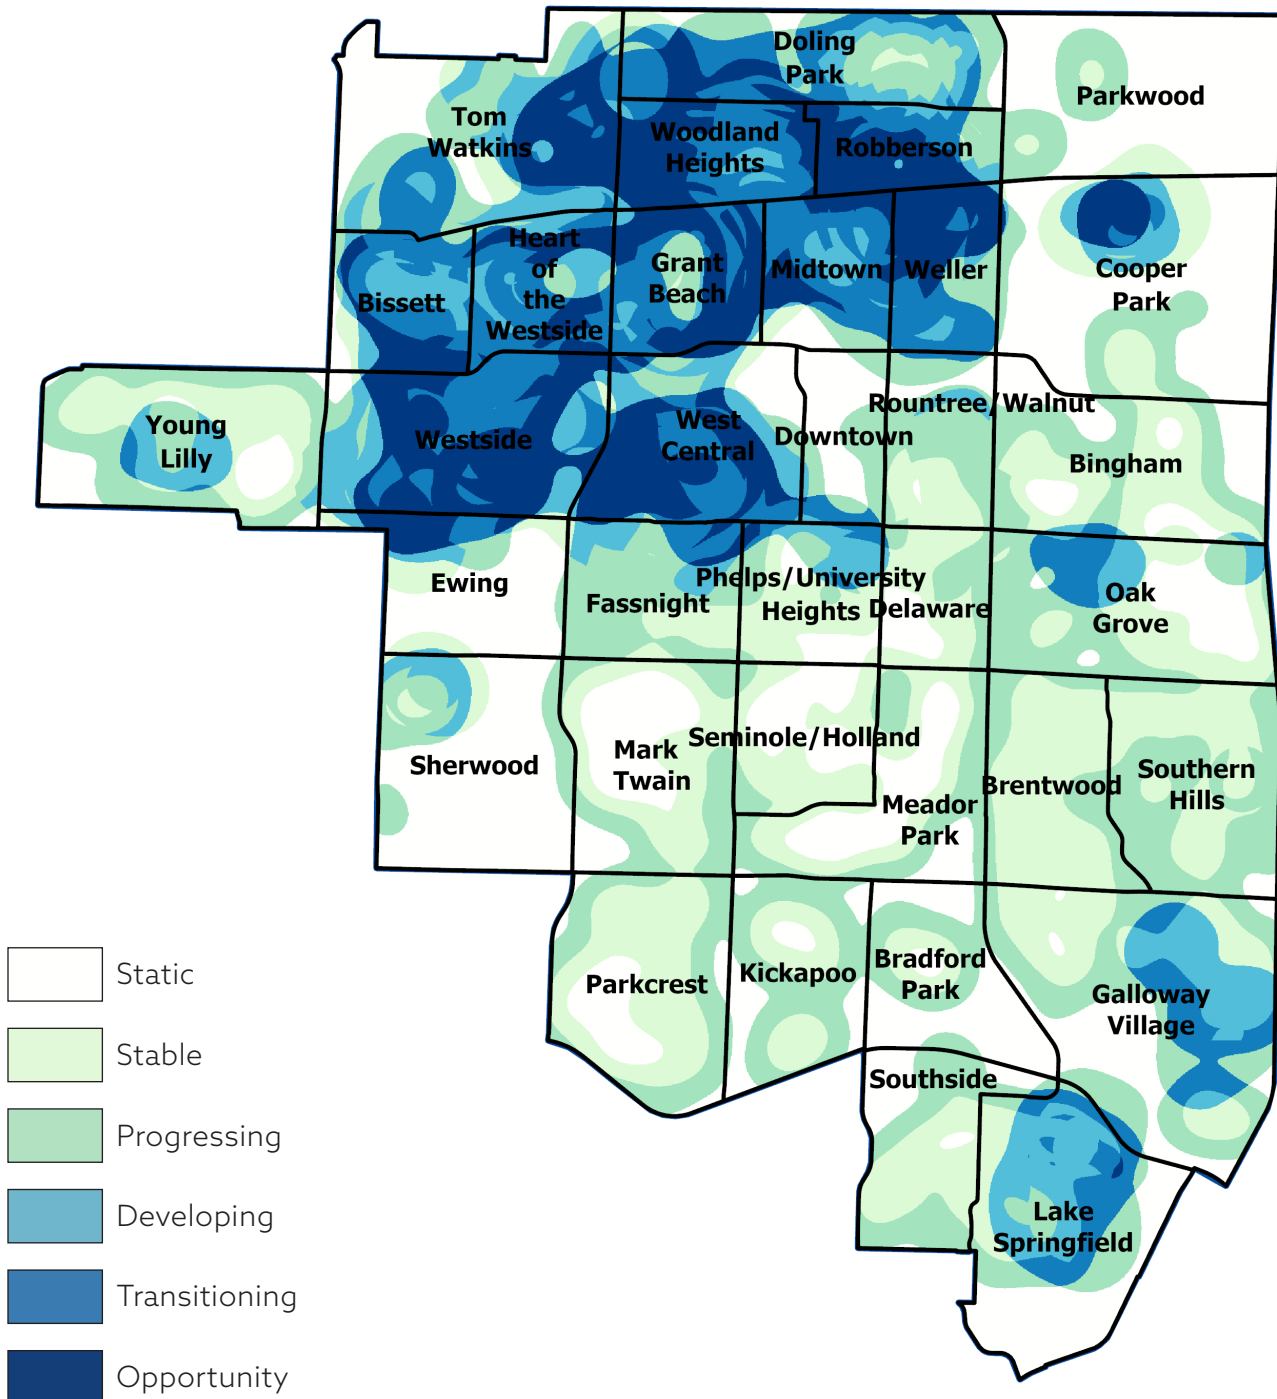 Doling
Park
Parkwood
Tom
Watkins
Woodland
Heights
Robberson
Heart
of
the
Westside
Grant
Beach
Midtown
Weller
Cooper
Park
Bissett
Young
Lilly
Westside
West
Central
Downtown
Rountree/Walnut
Bingham
Ewing
Fassnight
Phelps/University
Heights
Delaware
Oak
Grove
Sherwood
Mark
Twain
Seminole/Holland
Meador
Park
Brentwood
Southern
Hills
Parkcrest
Kickapoo
Bradford
Park
Galloway
Village
Southside
Lake
Springfield
Static
Stable
Progressing
Developing
Transitioning
Opportunity